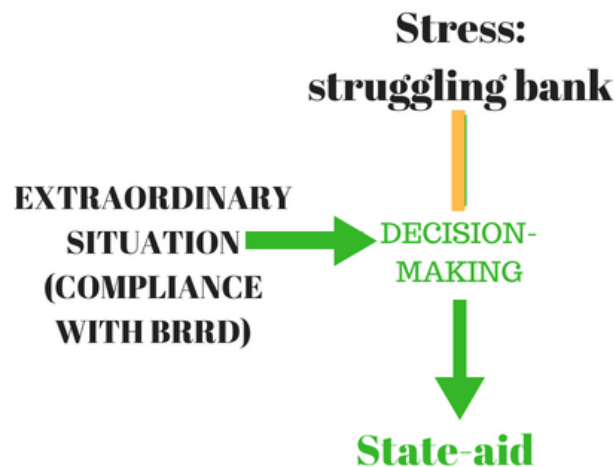 Stress:
struggling bank
EXTRAORDINARY
SITUATION
(COMPLIANCE
WITH BRRD)
DECISION-
MAKING
State-aid